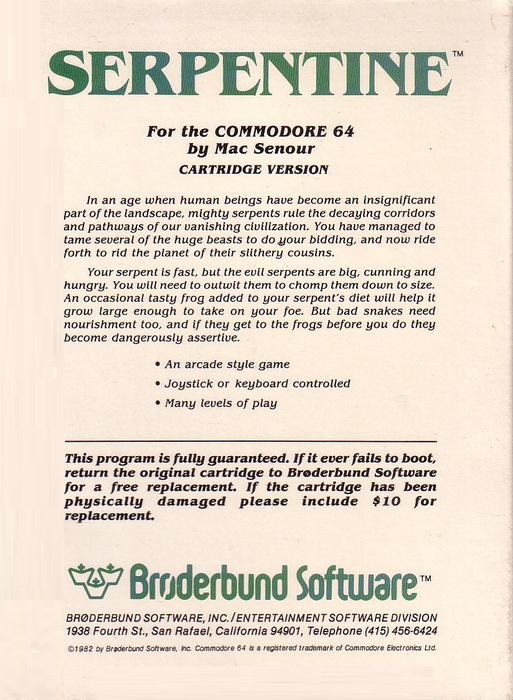 SERPENTINE™
For the COMMODORE 64
by Mac Senour
CARTRIDGE VERSION
In an age when human beings have become an insignificant
part of the landscape, mighty serpents rule the decaying corridors
and pathways of our vanishing civilization. You have managed to
tame several of the huge beasts to do your bidding, and now ride
forth to rid the planet of their slithery cousins.
Your serpent is fast, but the evil serpents are big, cunning and
hungry. You will need to outwit them to chomp them down to size.
An occasional tasty frog added to your serpent's diet will help it
grow large enough to take on your foe. But bad snakes need
nourishment too, and if they get to the frogs before you do they
become dangerously assertive.
• An arcade style game
• Joystick or keyboard controlled
• Many levels of play
This program is fully guaranteed. If it ever fails to boot,
return the original cartridge to Brøderbund Software
for a free replacement. If the cartridge has been
physically damaged please include $10 for
replacement.
Brøderbund Software™
BRØDERBUND SOFTWARE, INC./ENTERTAINMENT SOFTWARE DIVISION
1938 Fourth St., San Rafael, California 94901, Telephone (415) 456-6424
©1982 by Brøderbund Software, Inc. Commodore 64 is a registered trademark of Commodore Electronics Ltd.